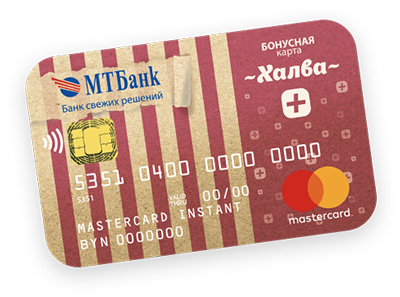 МТБанк
Банк свежих решений
БОНУСНАЯ
карта
~Халва~
5351 0400 0000 0000
5351
VALID
THRU
00/00
MASTERCARD INSTANT
BYN 0000000
mastercard.